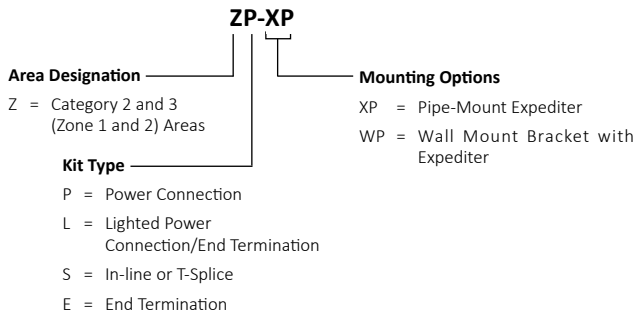 ZP-XP
Area Designation
Z = Category 2 and 3
(Zone 1 and 2) Areas
Kit Type
P = Power Connection
L = Lighted Power
Connection/End Termination
S = In-line or T-Splice
E = End Termination
Mounting Options
XP = Pipe-Mount Expediter
WP = Wall Mount Bracket with
Expediter